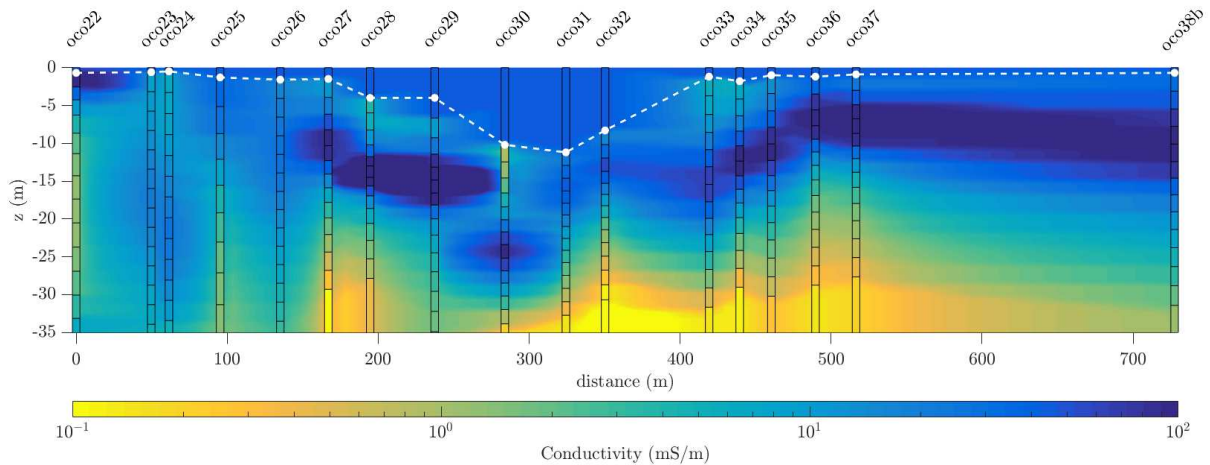 oco22 oco23 oco24 oco25 oco26 oco27 oco28 oco29 oco30 oco31 oco32 oco33 oco34 oco35 oco36 oco37 oco38b
0
-5
-10
-15
-20
-25
-30
-35
z (m)
0 100 200 300 400 500 600 700
distance (m)
10⁻¹ 10⁰ 10¹ 10²
Conductivity (mS/m)